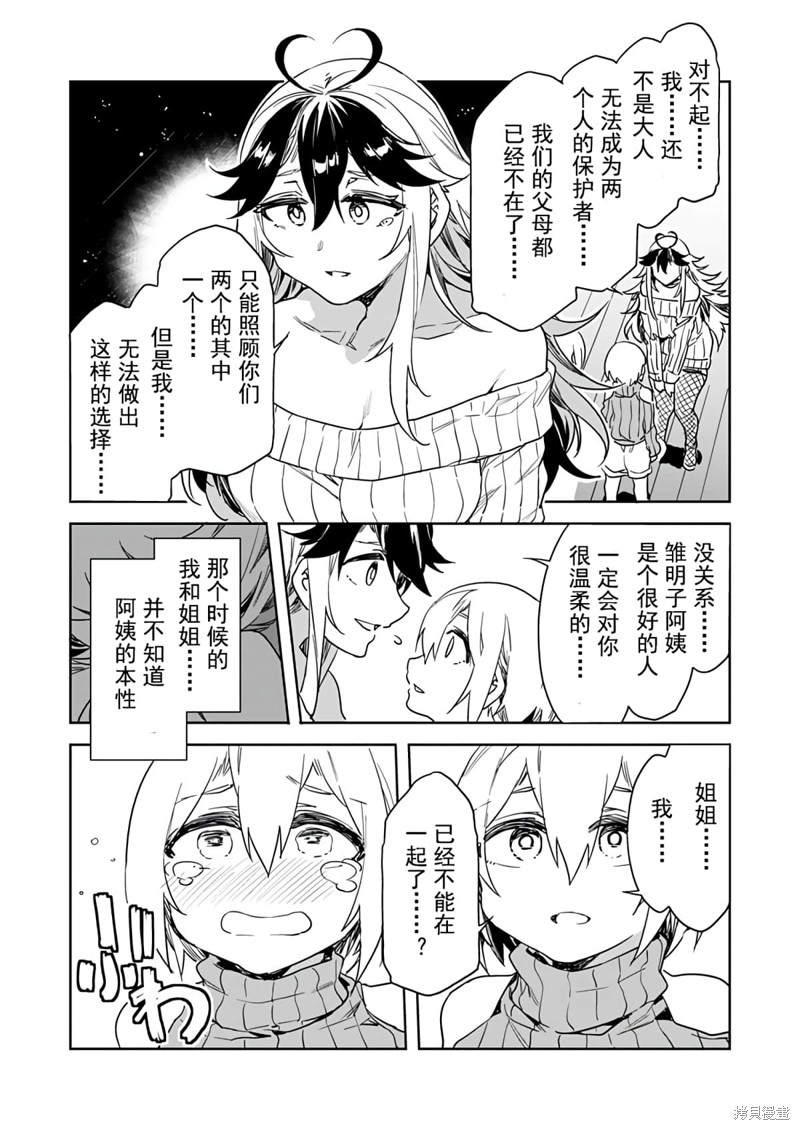 对不起……
我……还
不是大人
无法成为两
个人的保护者……
我们的父母都
已经不在了……
只能照顾你们
两个的其中
一个……
但是我……
无法做出
这样的选择……
没关系……
雏明子阿姨
是个很好的人
一定会对你
很温柔的……
那个时候的
我和姐姐……
并不知道
阿姨的本性
姐姐……
我……
已经不能在
一起了……?
ぶわ
拷貝漫畫